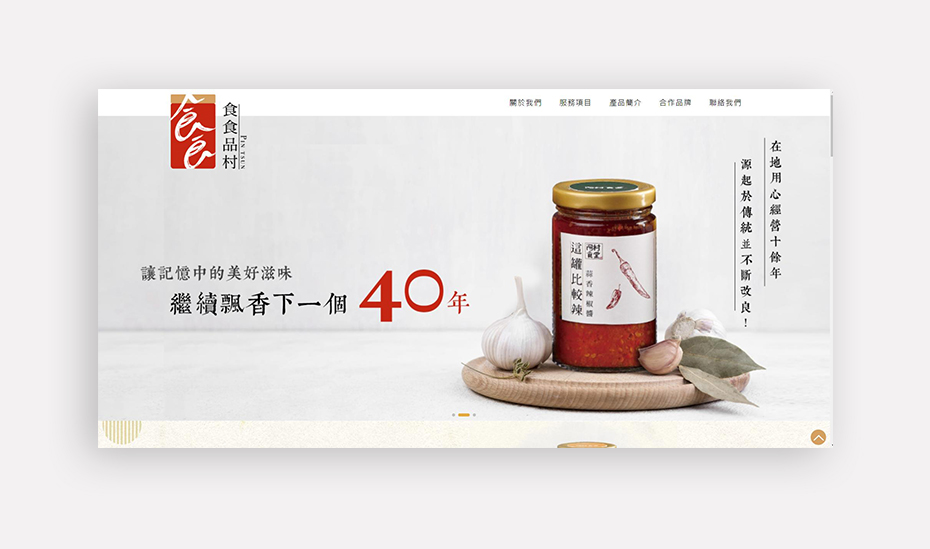 食食
食食品村
PIN TSUN
關於我們
服務項目
產品簡介
合作品牌
聯絡我們
在地用心經營十餘年
源起於傳統並不斷改良！
讓記憶中的美好滋味
繼續飄香下一個40年
這罐比較辣
蒜香辣椒醬